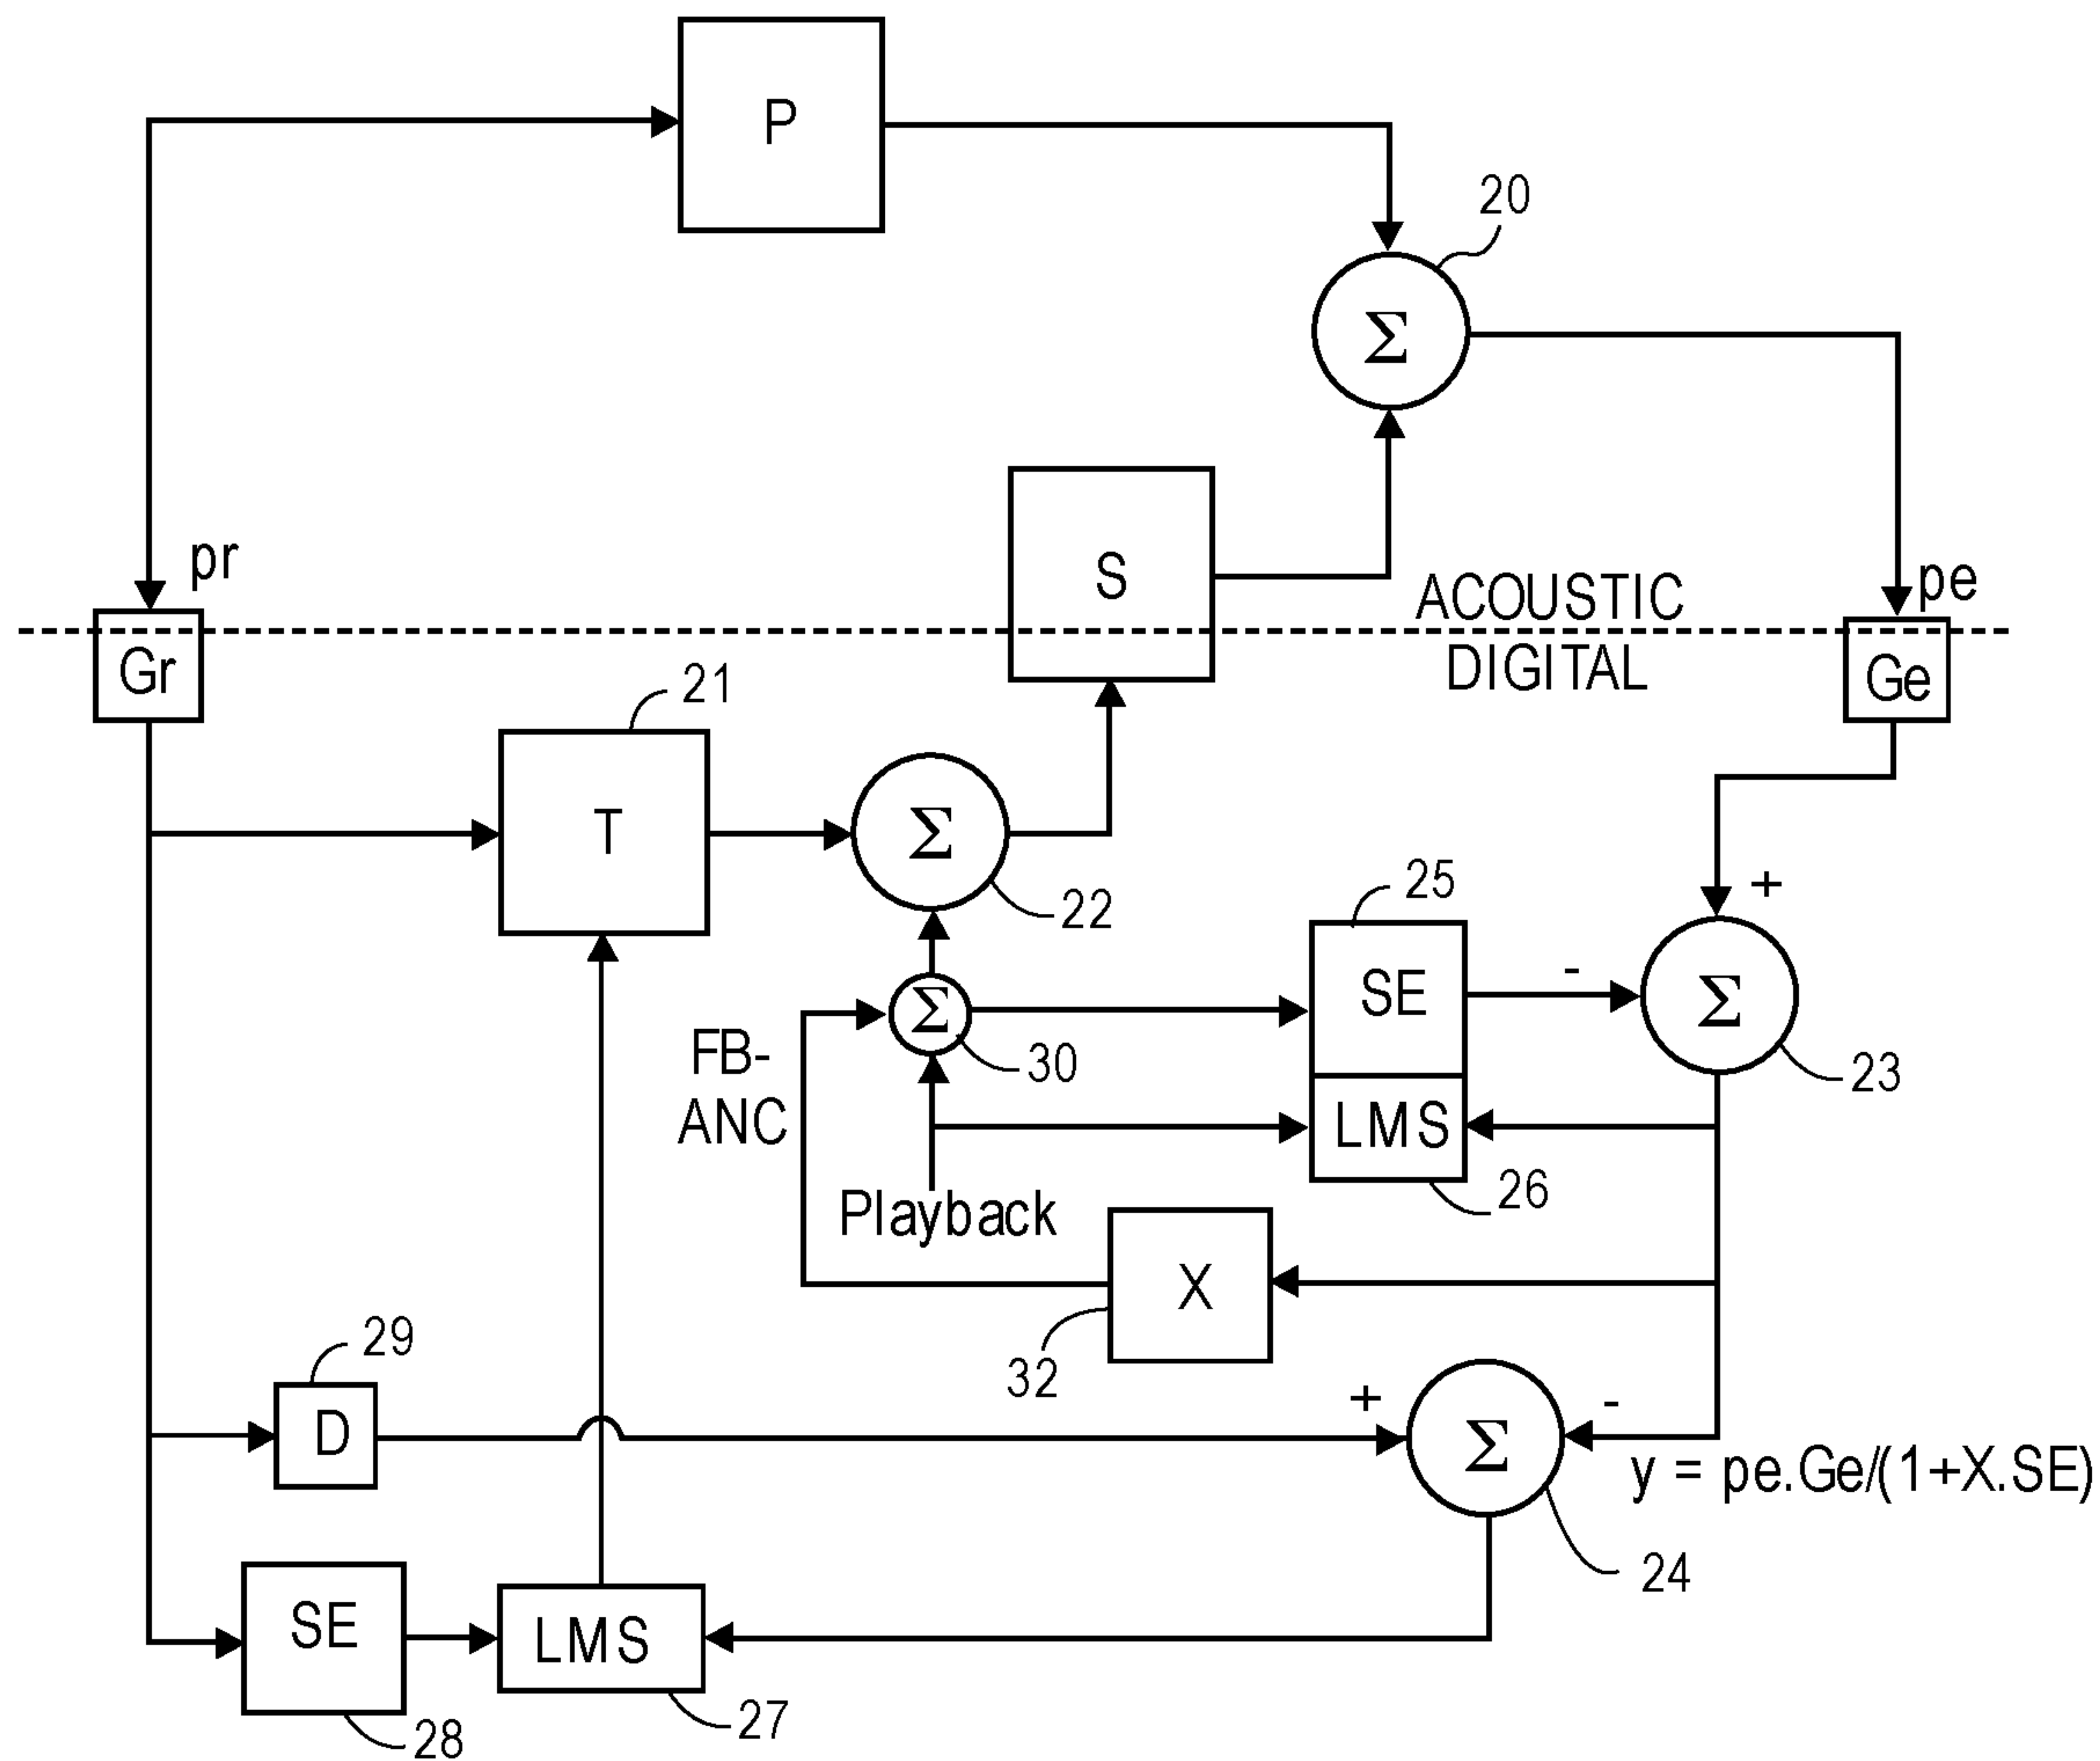 P
20
Σ
pr
S
ACOUSTIC
pe
Gr
DIGITAL
Ge
21
T
Σ
22
25
+
SE
-
Σ
FB-
ANC
Σ
30
23
LMS
Playback
26
X
29
32
D
+
Σ
-
y = pe.Ge/(1+X.SE)
24
SE
LMS
28
27